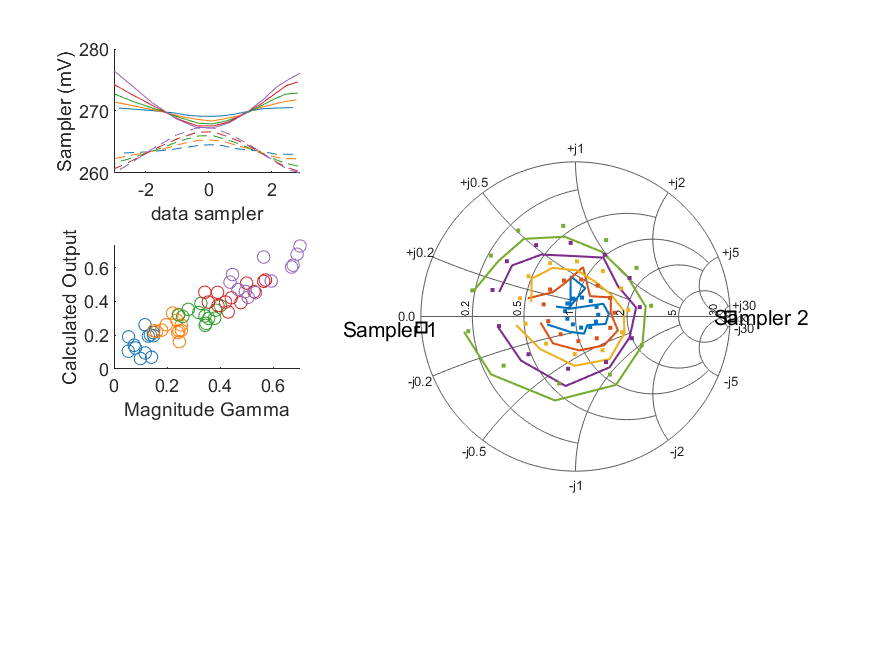 280
270
260
Sampler (mV)
-2
0
2
data sampler
0.6
0.4
0.2
0
Calculated Output
0
0.2
0.4
0.6
Magnitude Gamma
+j1
+j0.5
+j2
+j0.2
+j5
0.0
0.2
0.5
1
2
5
30
+j30
-j30
Sampler 1
Sampler 2
-j0.2
-j5
-j0.5
-j2
-j1